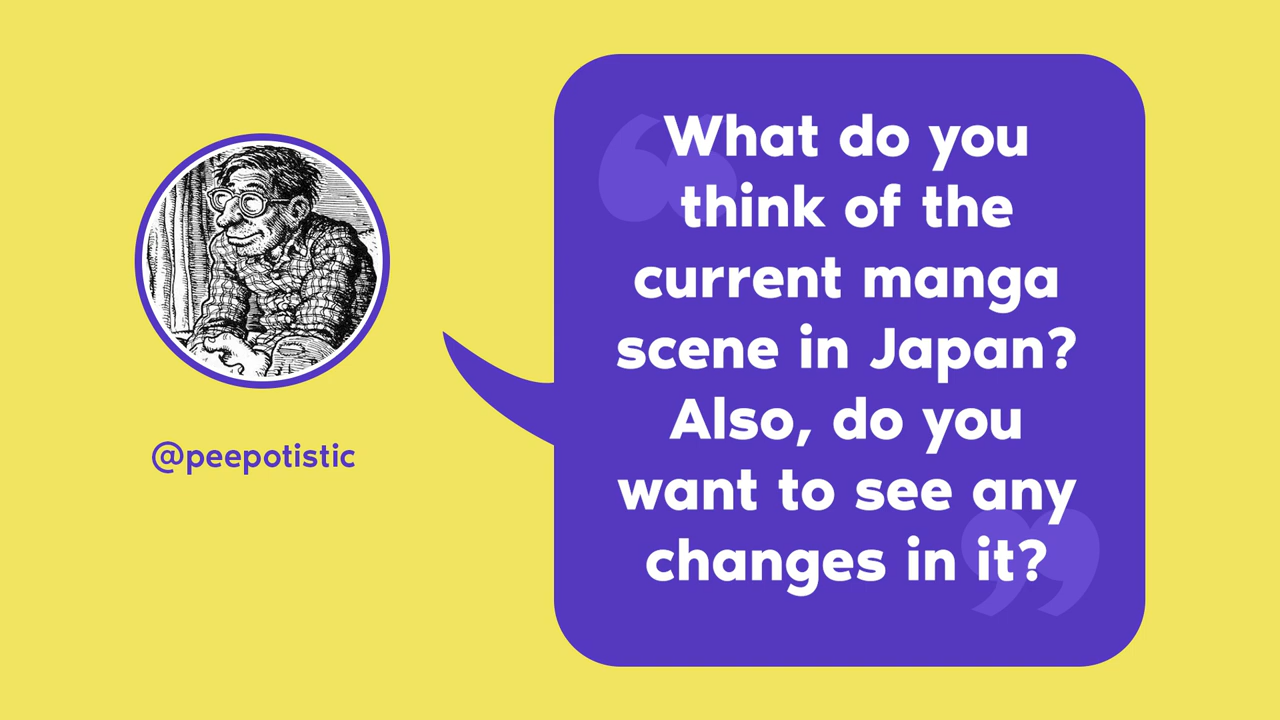 @peepotistic
What do you
think of the
current manga
scene in Japan?
Also, do you
want to see any
changes in it?